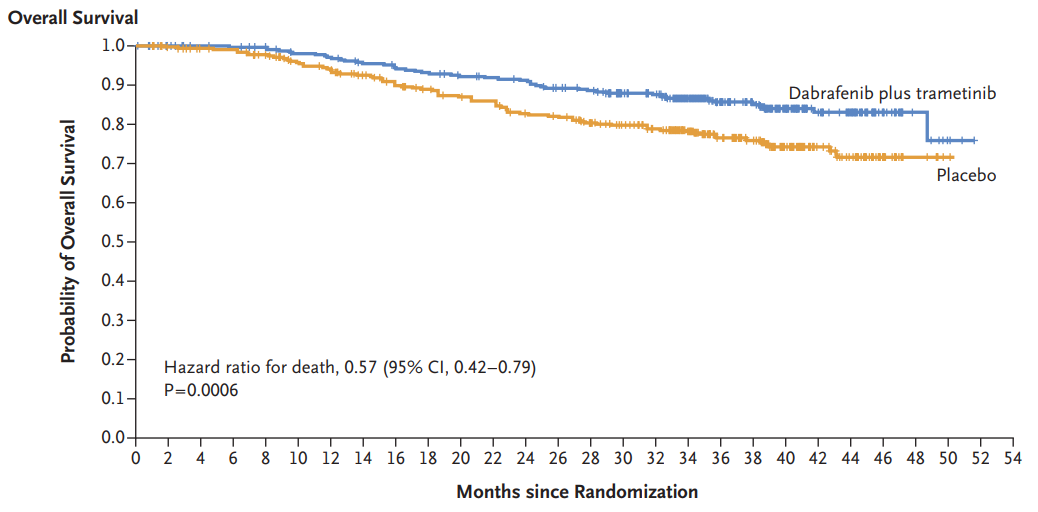 Overall Survival
1.0
0.9
0.8
0.7
0.6
0.5
0.4
0.3
0.2
0.1
0.0
Probability of Overall Survival
Dabrafenib plus trametinib
Placebo
Hazard ratio for death, 0.57 (95% CI, 0.42–0.79)
P=0.0006
0 2 4 6 8 10 12 14 16 18 20 22 24 26 28 30 32 34 36 38 40 42 44 46 48 50 52 54
Months since Randomization